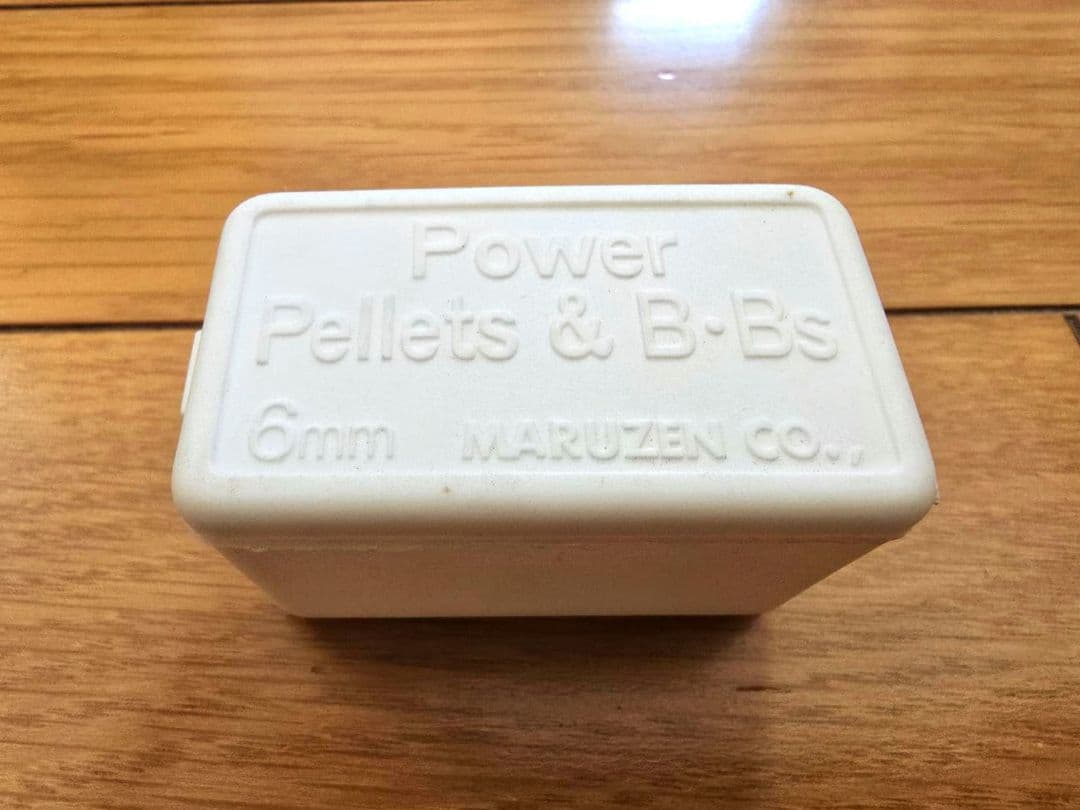 Power
Pellets & B·Bs
6mm MARUZEN CO.,